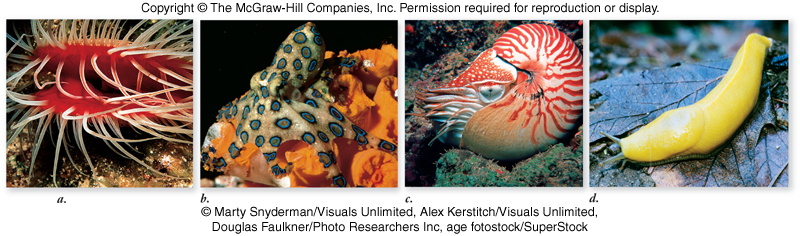 Copyright © The McGraw-Hill Companies, Inc. Permission required for reproduction or display.
a.
b.
c.
d.
© Marty Snyderman/Visuals Unlimited, Alex Kerstitch/Visuals Unlimited,
Douglas Faulkner/Photo Researchers Inc, age fotostock/SuperStock